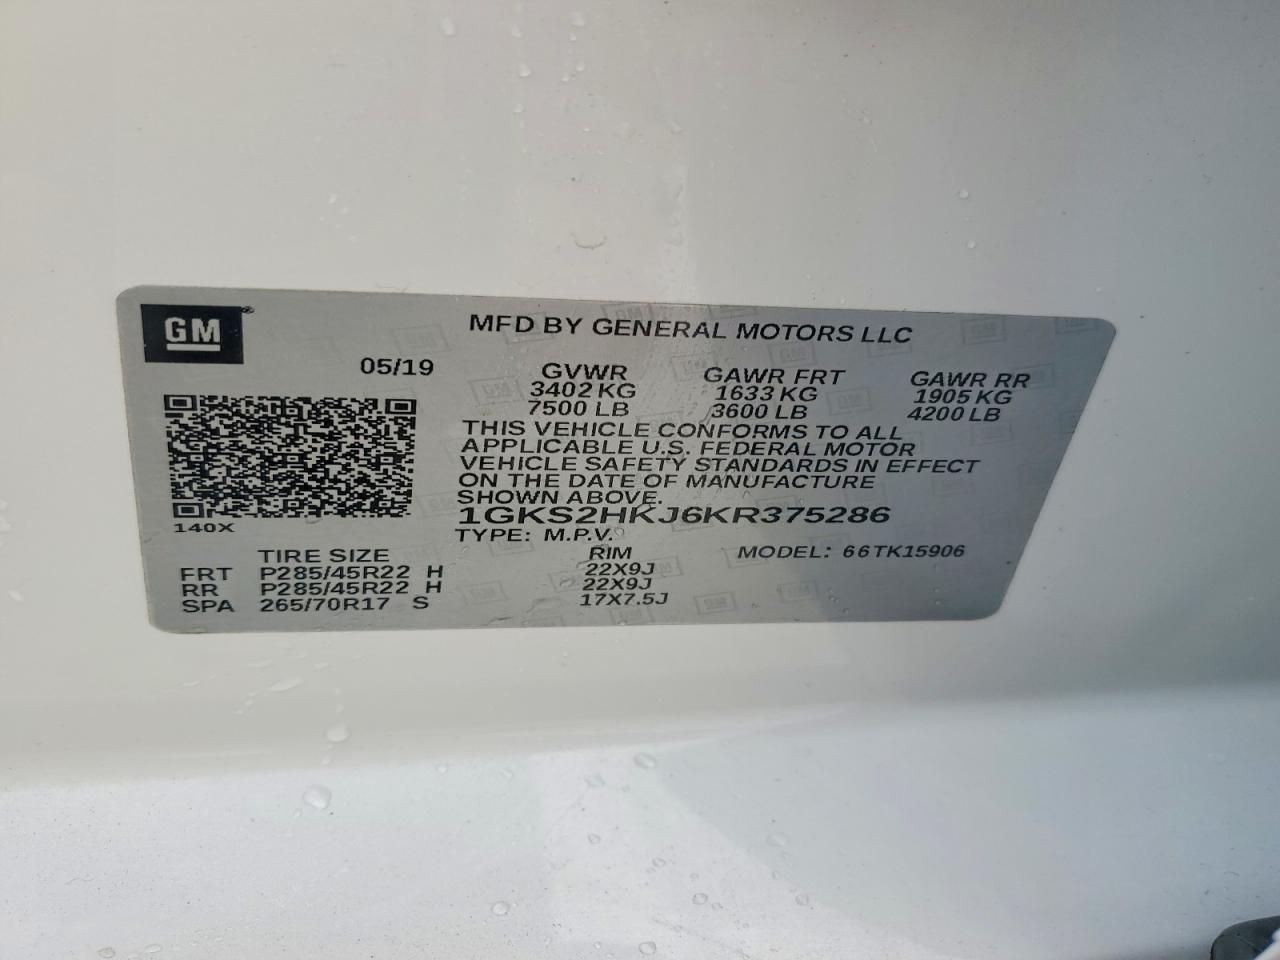 GM
MFD BY GENERAL MOTORS LLC
05/19
GVWR GAWR FRT GAWR RR
3402 KG 1633 KG 1905 KG
7500 LB 3600 LB 4200 LB
THIS VEHICLE CONFORMS TO ALL
APPLICABLE U.S. FEDERAL MOTOR
VEHICLE SAFETY STANDARDS IN EFFECT
ON THE DATE OF MANUFACTURE
SHOWN ABOVE.
1GKS2HKJ6KR375286
140X
TYPE: M.P.V.
TIRE SIZE RIM MODEL: 66TK15906
FRT P285/45R22 H 22X9J
RR P285/45R22 H 22X9J
SPA 265/70R17 S 17X7.5J